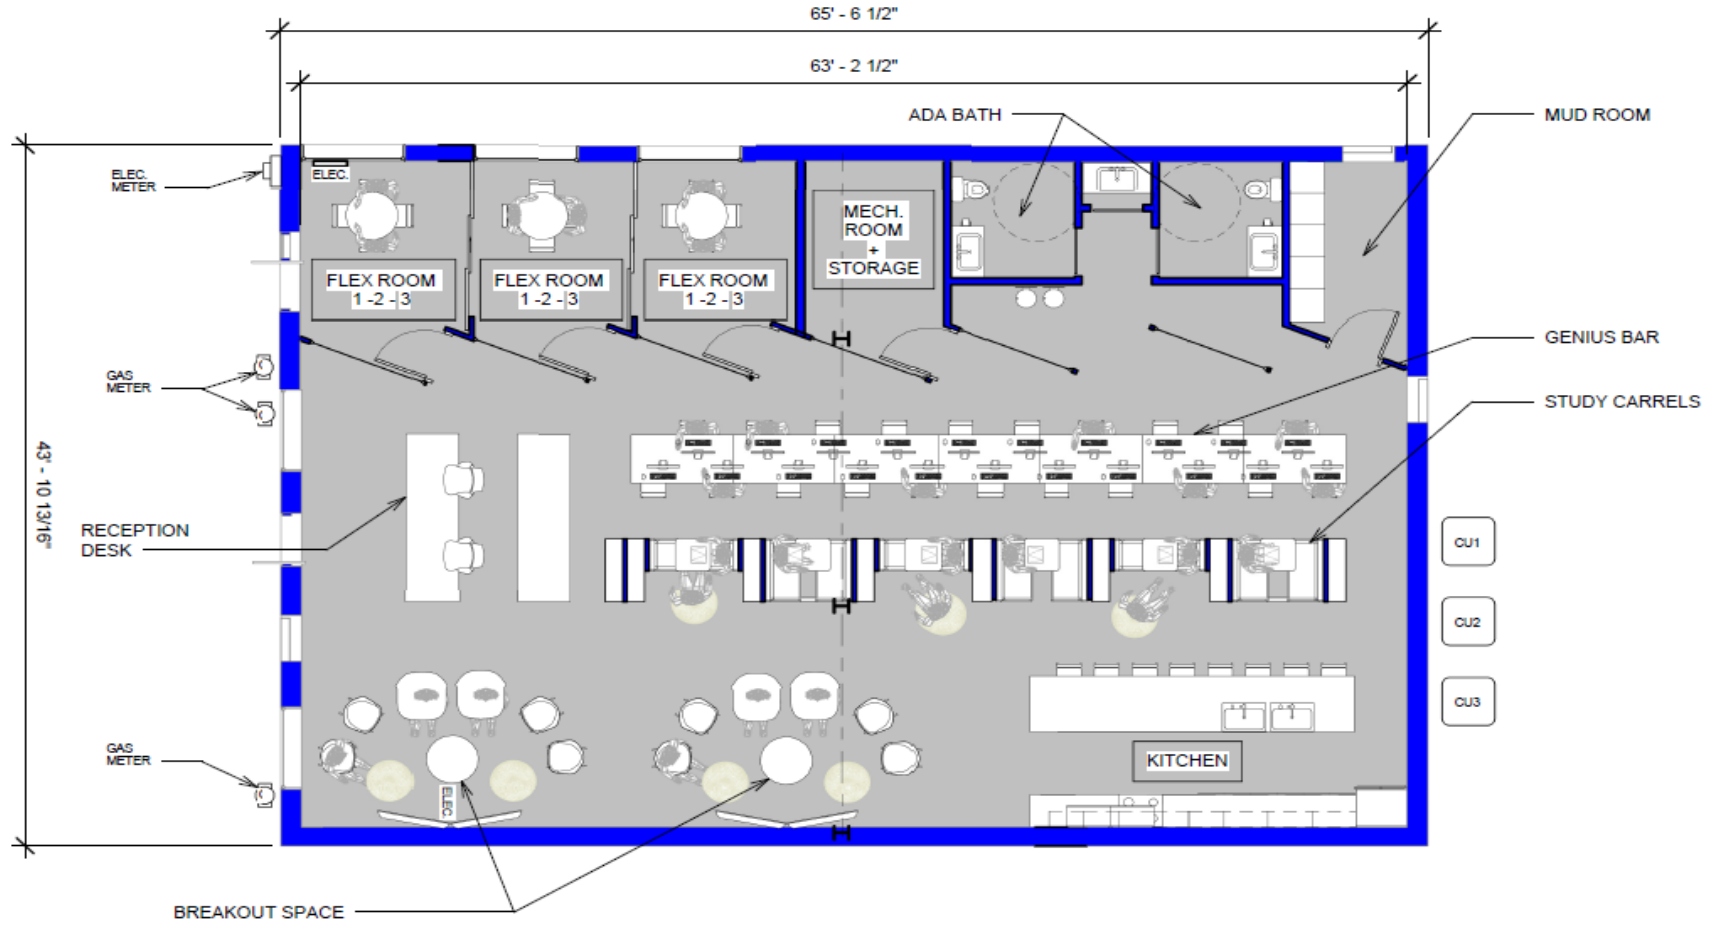 65' - 6 1/2"
63' - 2 1/2"
ADA BATH
MUD ROOM
ELEC.
METER
ELEC.
MECH.
ROOM
+
STORAGE
FLEX ROOM
1 -2 - 3
FLEX ROOM
1 -2 - 3
FLEX ROOM
1 -2 - 3
GENIUS BAR
GAS
METER
STUDY CARRELS
43' - 10 13/16"
RECEPTION
DESK
CU1
CU2
CU3
GAS
METER
KITCHEN
ELEC.
BREAKOUT SPACE